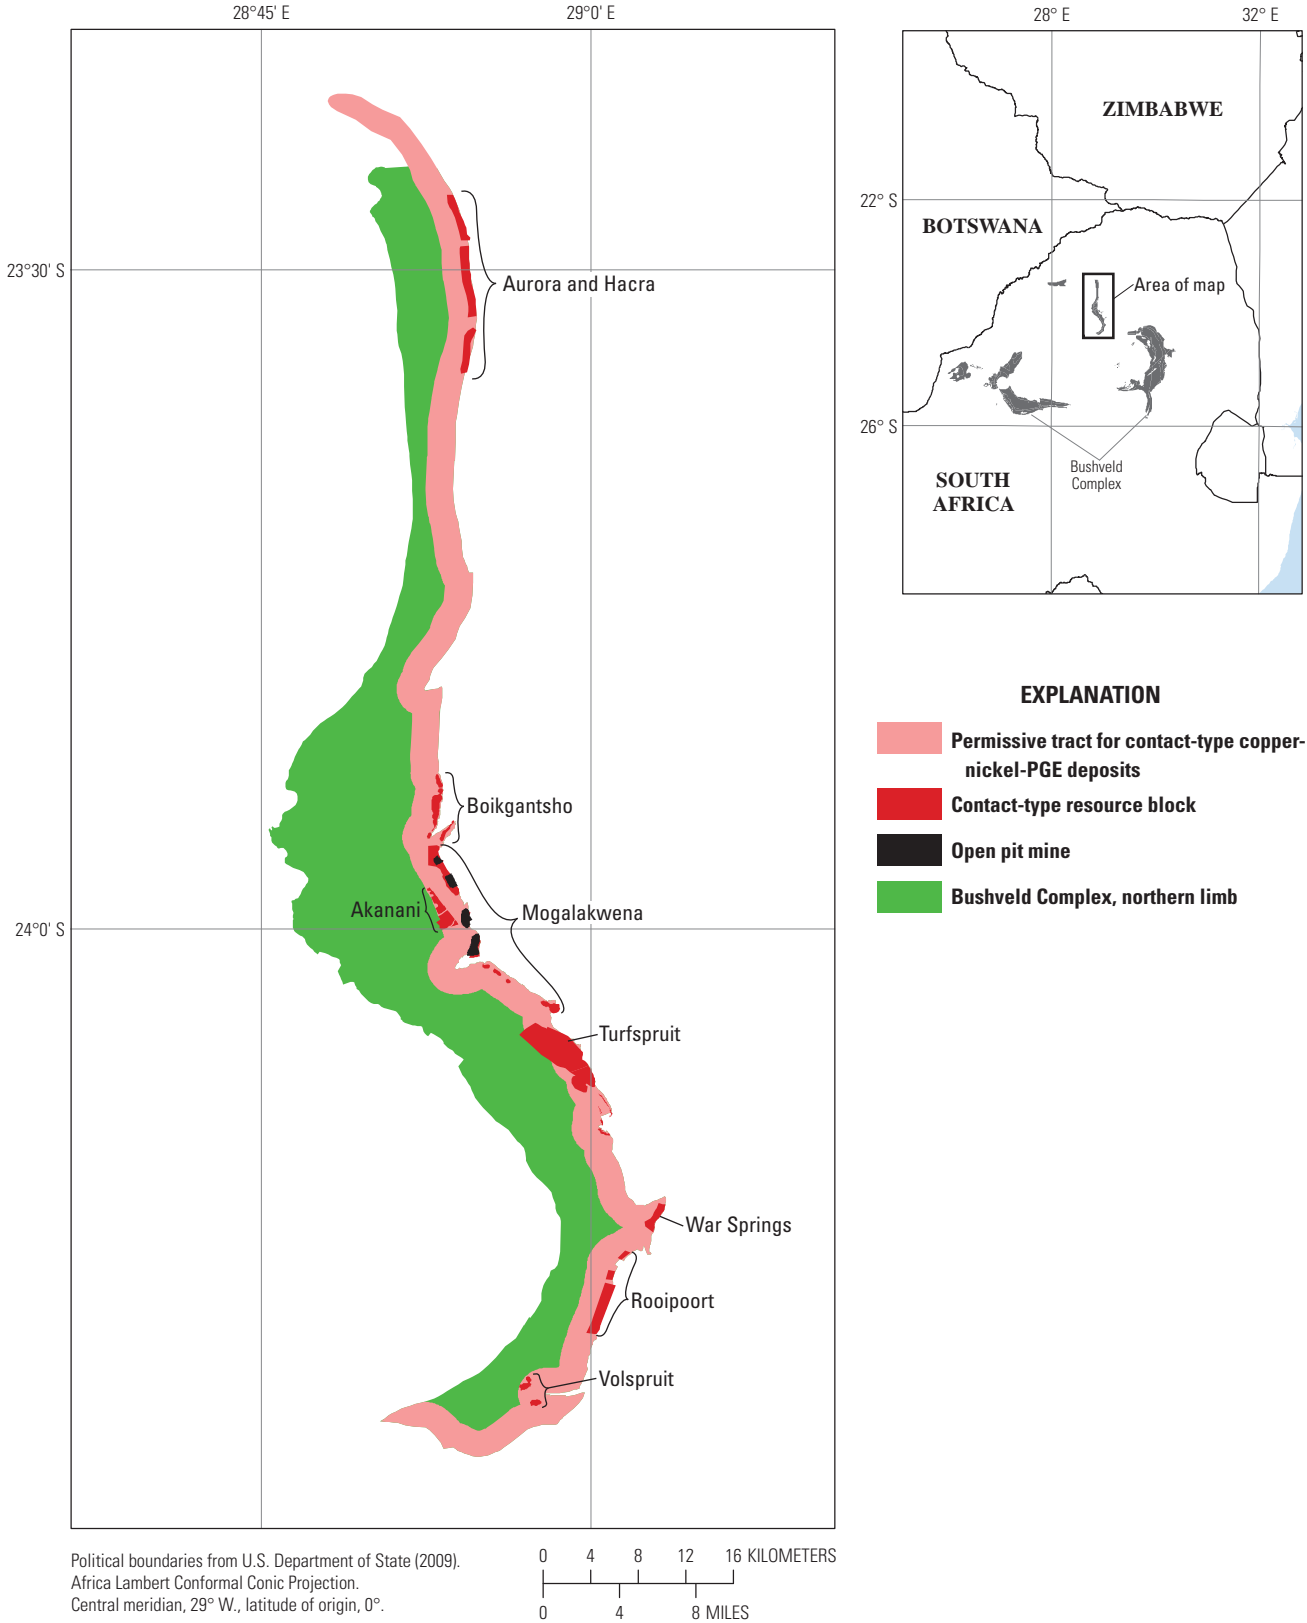 28°45' E
29°0' E
23°30' S
24°0' S
Aurora and Hacra
Boikgantsho
Akanani
Mogalakwena
Turfspruit
War Springs
Rooipoort
Volspruit
28° E
32° E
22° S
26° S
ZIMBABWE
BOTSWANA
Area of map
Bushveld
Complex
SOUTH
AFRICA
EXPLANATION
Permissive tract for contact-type copper-
nickel-PGE deposits
Contact-type resource block
Open pit mine
Bushveld Complex, northern limb
Political boundaries from U.S. Department of State (2009).
Africa Lambert Conformal Conic Projection.
Central meridian, 29° W., latitude of origin, 0°.
0 4 8 12 16 KILOMETERS
0 4 8 MILES